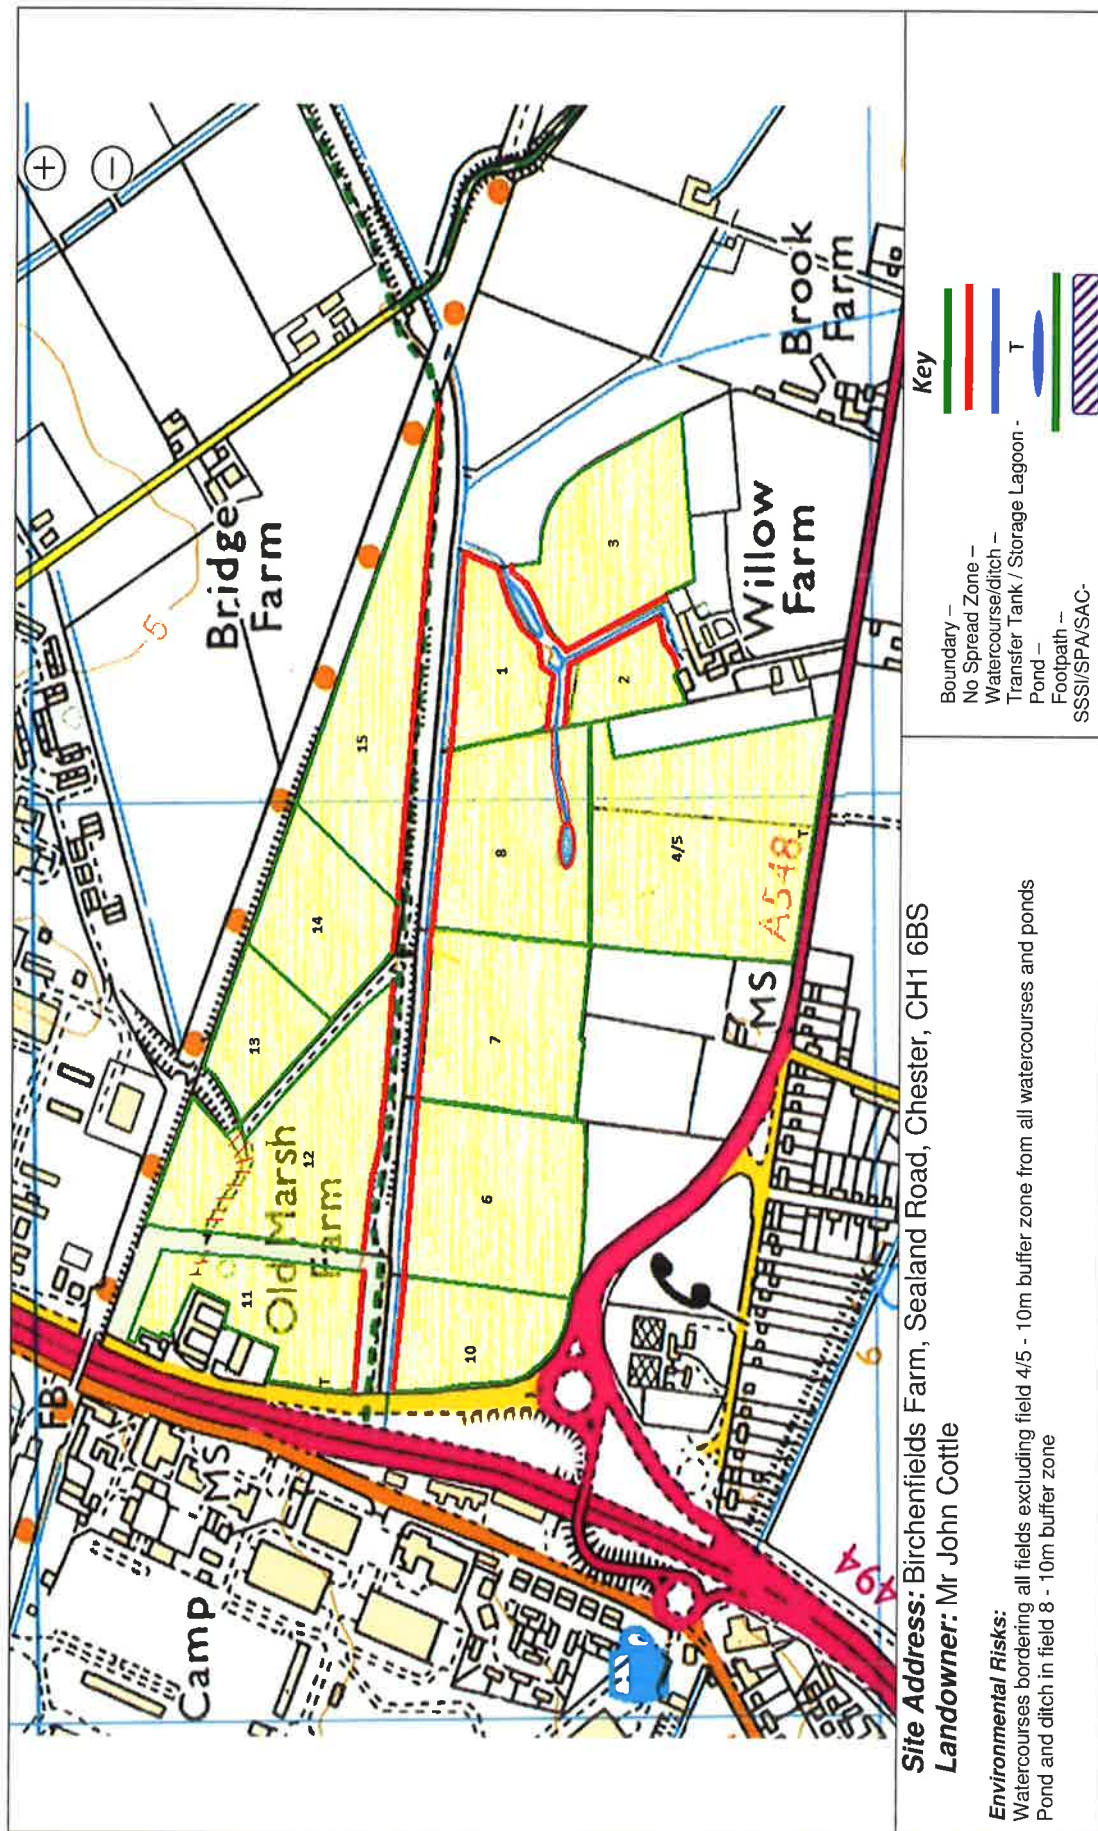 +
−
Camp
FB
MS
Old Marsh
Farm
Bridge
Farm
5
11
12
13
14
15
10
6
7
8
1
2
3
4/5
T
T
MS
A548
Willow
Farm
Brook
Farm
494
6
Site Address: Birchenfields Farm, Sealand Road, Chester, CH1 6BS
Landowner: Mr John Cottle
Environmental Risks:
Watercourses bordering all fields excluding field 4/5 - 10m buffer zone from all watercourses and ponds
Pond and ditch in field 8 - 10m buffer zone
Key
Boundary –
No Spread Zone –
Watercourse/ditch –
Transfer Tank / Storage Lagoon - T
Pond –
Footpath –
SSSI/SPA/SAC-